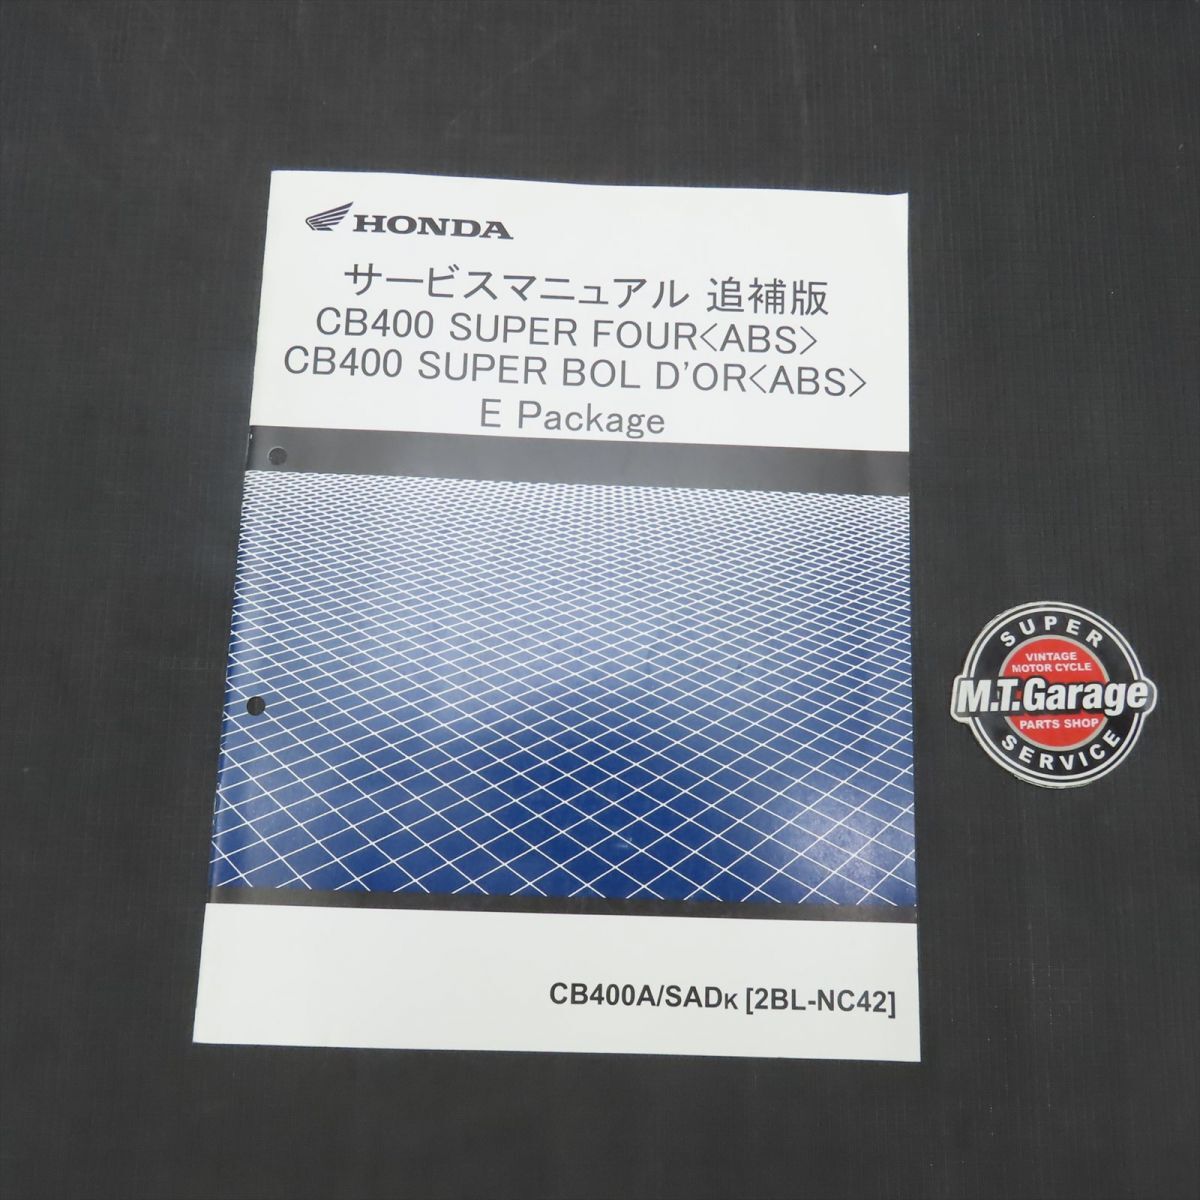 HONDA
サービスマニュアル 追補版
CB400 SUPER FOUR<ABS>
CB400 SUPER BOL D'OR<ABS>
E Package
CB400A/SADK [2BL-NC42]
SUPER
VINTAGE
MOTOR CYCLE
M.T.Garage
PARTS SHOP
SERVICE